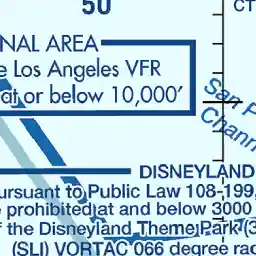 50
CT
NAL AREA
e Los Angeles VFR
at or below 10,000'
San P
Channe
DISNEYLAND
ursuant to Public Law 108-199,
prohibited at and below 3000
f the Disneyland Theme Park (3
(SLI) VORTAC 066 degree rad